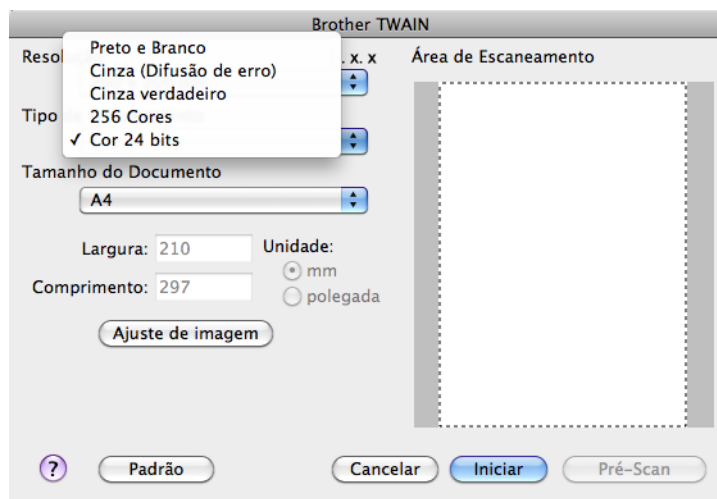 Brother TWAIN
Resol
. x. x
Preto e Branco
Cinza (Difusão de erro)
Cinza verdadeiro
256 Cores
✓ Cor 24 bits
Tipo
Tamanho do Documento
A4
Largura: 210
Comprimento: 297
Unidade:
mm
polegada
Ajuste de imagem
Área de Escaneamento
? Padrão Cancelar Iniciar Pré-Scan